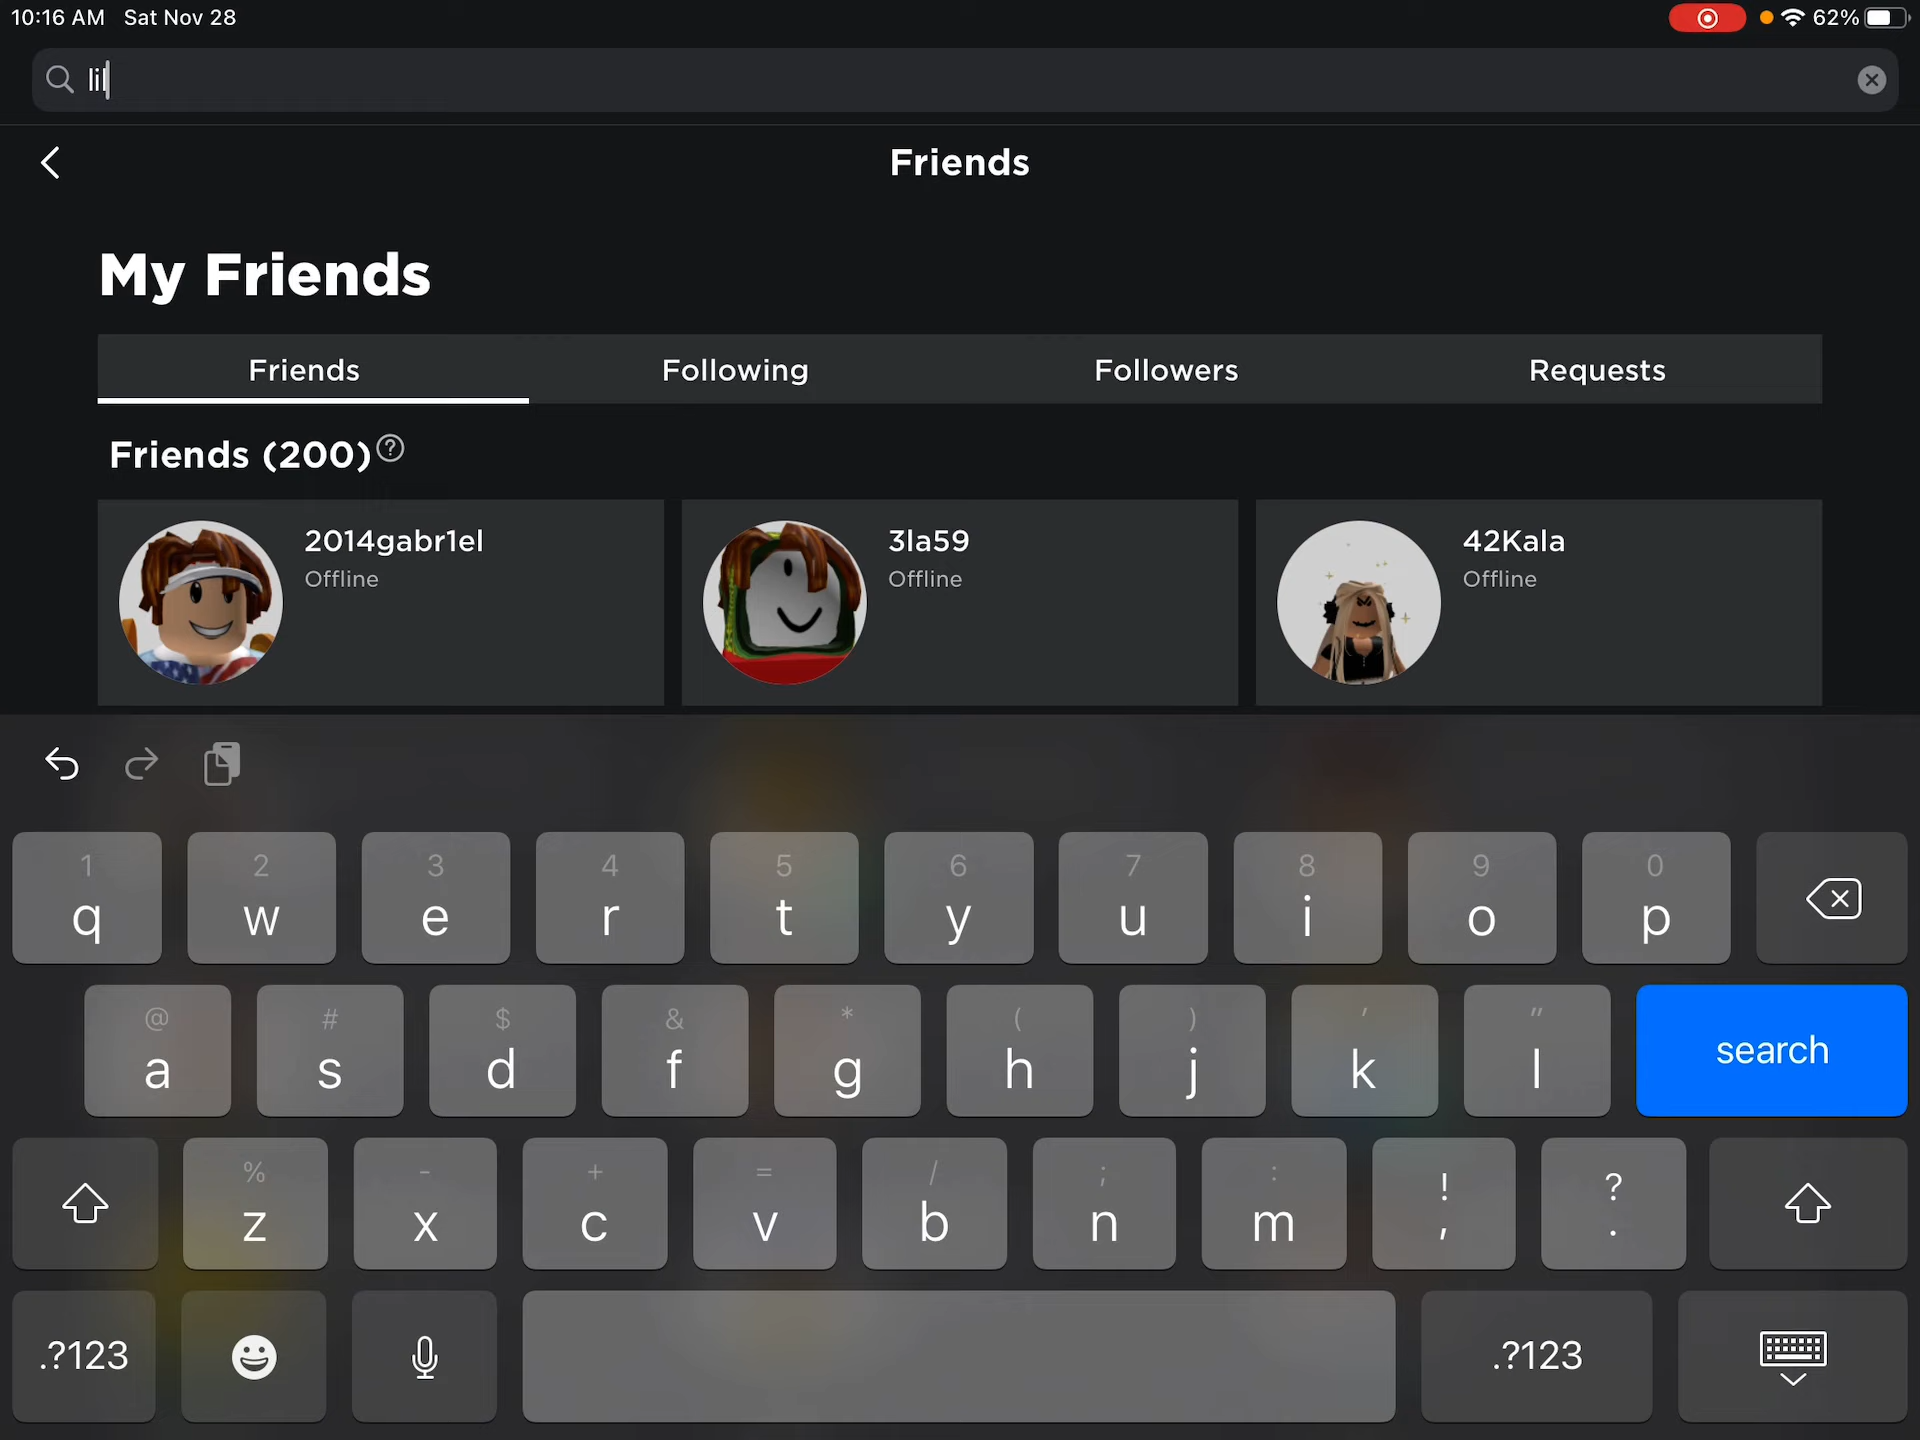 10:16 AM Sat Nov 28 62%
lil
Friends
My Friends
Friends Following Followers Requests
Friends (200) ?
2014gabr1el 3la59 42Kala
Offline Offline Offline
1 2 3 4 5 6 7 8 9 0
q w e r t y u i o p
@ # $ & * ( ) ' "
a s d f g h j k l search
% - + = / ; : ! ?
z x c v b n m , .
.?123 .?123